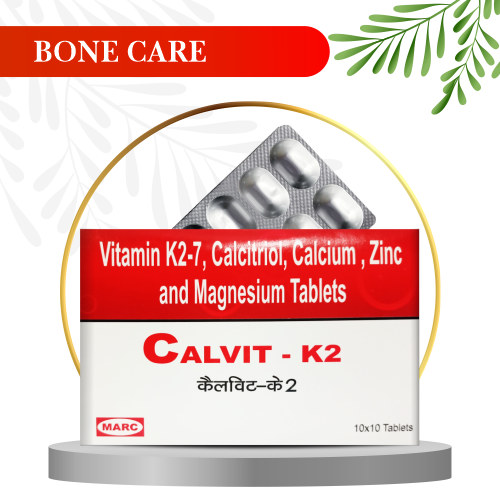 BONE CARE
Vitamin K2-7, Calcitriol, Calcium , Zinc
and Magnesium Tablets
CALVIT - K2
कैलविट-के 2
MARC
10x10 Tablets